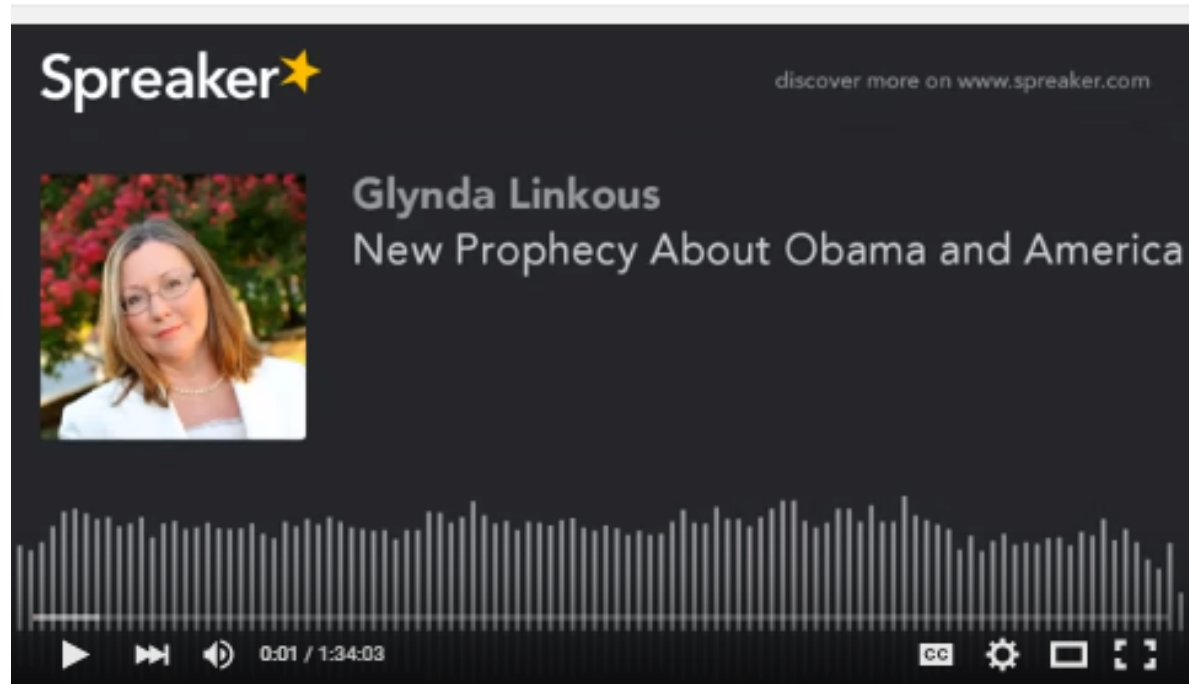 Spreaker
discover more on www.spreaker.com
Glynda Linkous
New Prophecy About Obama and America
0:01 / 1:34:03
CC